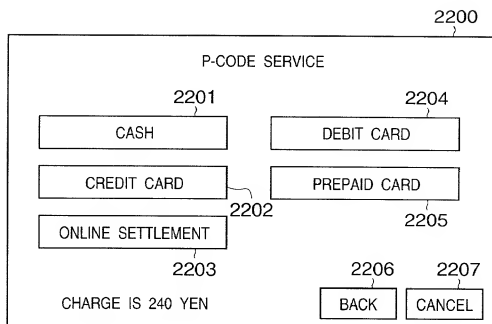 2200
P-CODE SERVICE
2201
2204
CASH
DEBIT CARD
CREDIT CARD
PREPAID CARD
2202
2205
ONLINE SETTLEMENT
2203
2206
2207
CHARGE IS 240 YEN
BACK
CANCEL